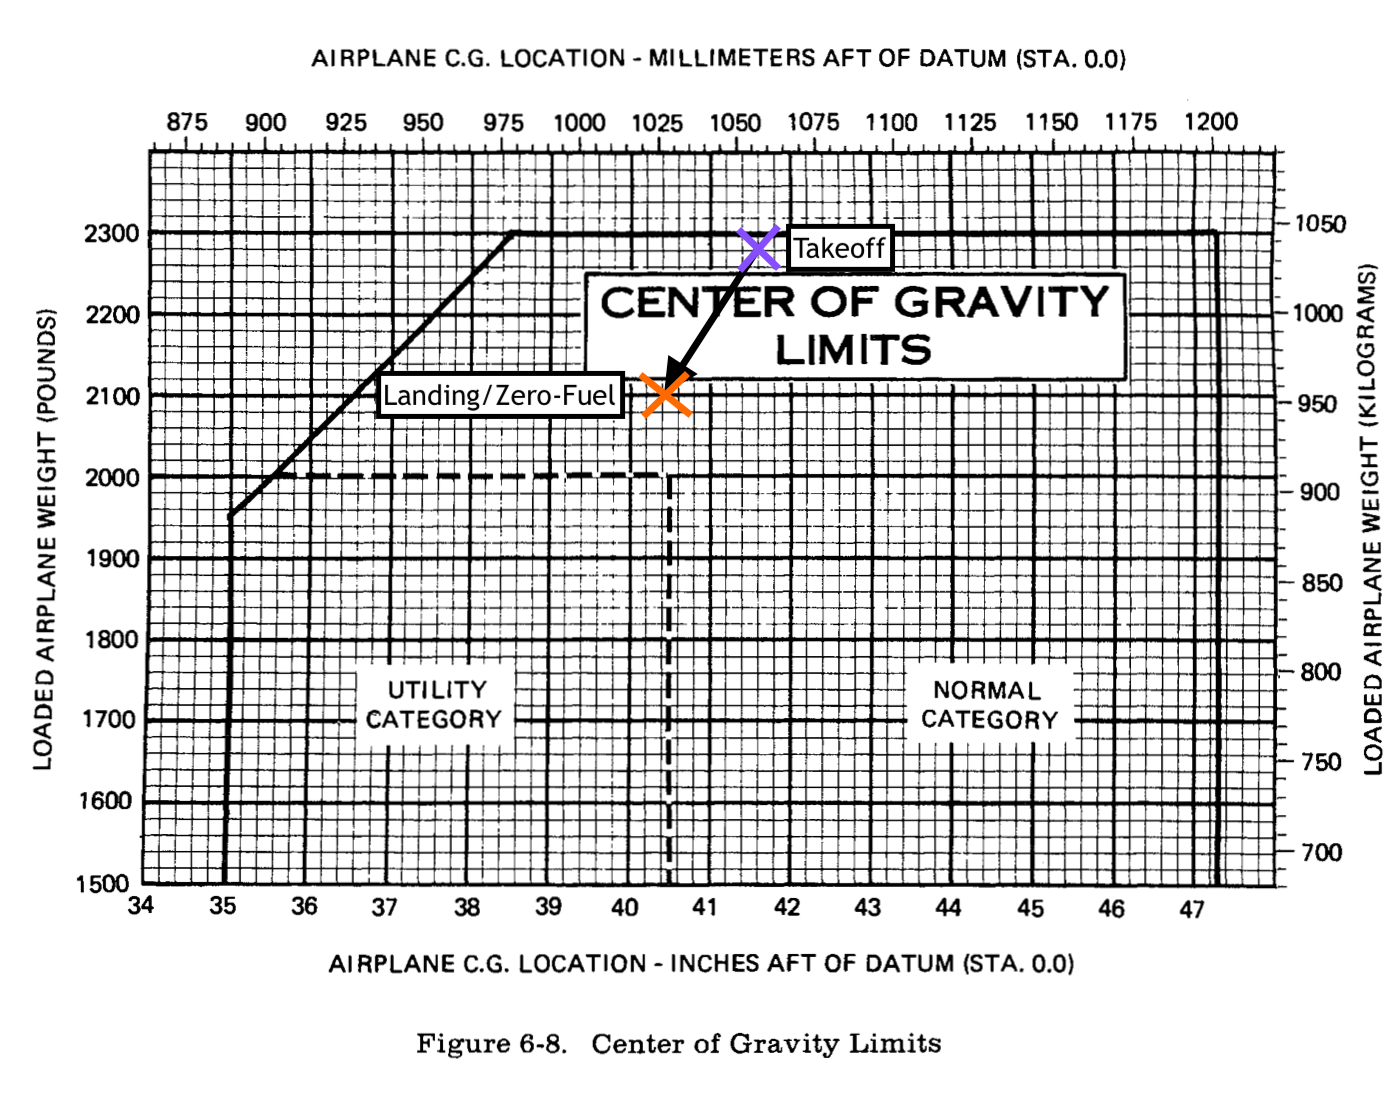 AIRPLANE C.G. LOCATION - MILLIMETERS AFT OF DATUM (STA. 0.0)
875 900 925 950 975 1000 1025 1050 1075 1100 1125 1150 1175 1200
LOADED AIRPLANE WEIGHT (POUNDS)
2300
2200
2100
2000
1900
1800
1700
1600
1500
Takeoff
CENTER OF GRAVITY
LIMITS
Landing/Zero-Fuel
UTILITY
CATEGORY
NORMAL
CATEGORY
1050
1000
950
900
850
800
750
700
LOADED AIRPLANE WEIGHT (KILOGRAMS)
34 35 36 37 38 39 40 41 42 43 44 45 46 47
AIRPLANE C.G. LOCATION - INCHES AFT OF DATUM (STA. 0.0)
Figure 6-8. Center of Gravity Limits